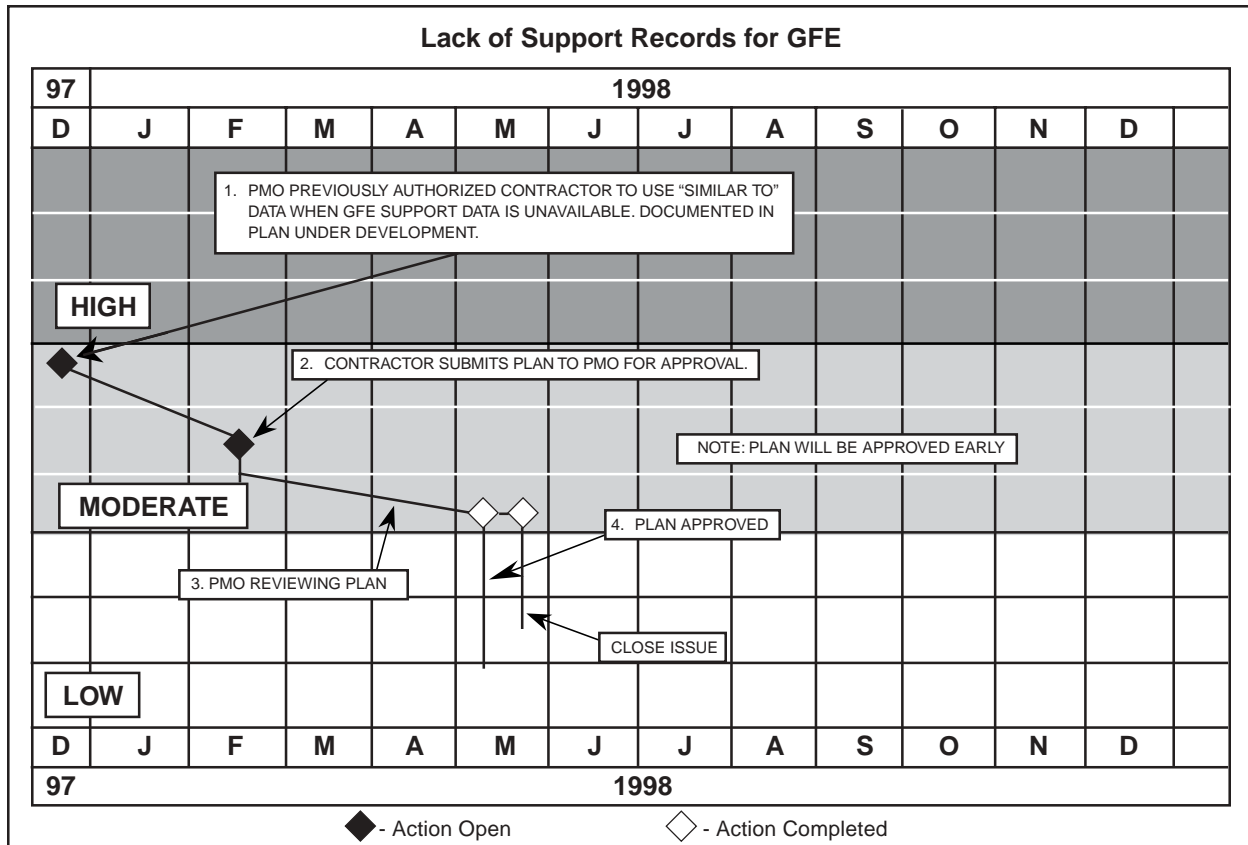 Lack of Support Records for GFE
97 1998
D J F M A M J J A S O N D
1. PMO PREVIOUSLY AUTHORIZED CONTRACTOR TO USE “SIMILAR TO”
DATA WHEN GFE SUPPORT DATA IS UNAVAILABLE. DOCUMENTED IN
PLAN UNDER DEVELOPMENT.
HIGH
2. CONTRACTOR SUBMITS PLAN TO PMO FOR APPROVAL.
NOTE: PLAN WILL BE APPROVED EARLY
MODERATE
4. PLAN APPROVED
3. PMO REVIEWING PLAN
CLOSE ISSUE
LOW
D J F M A M J J A S O N D
97 1998
- Action Open - Action Completed